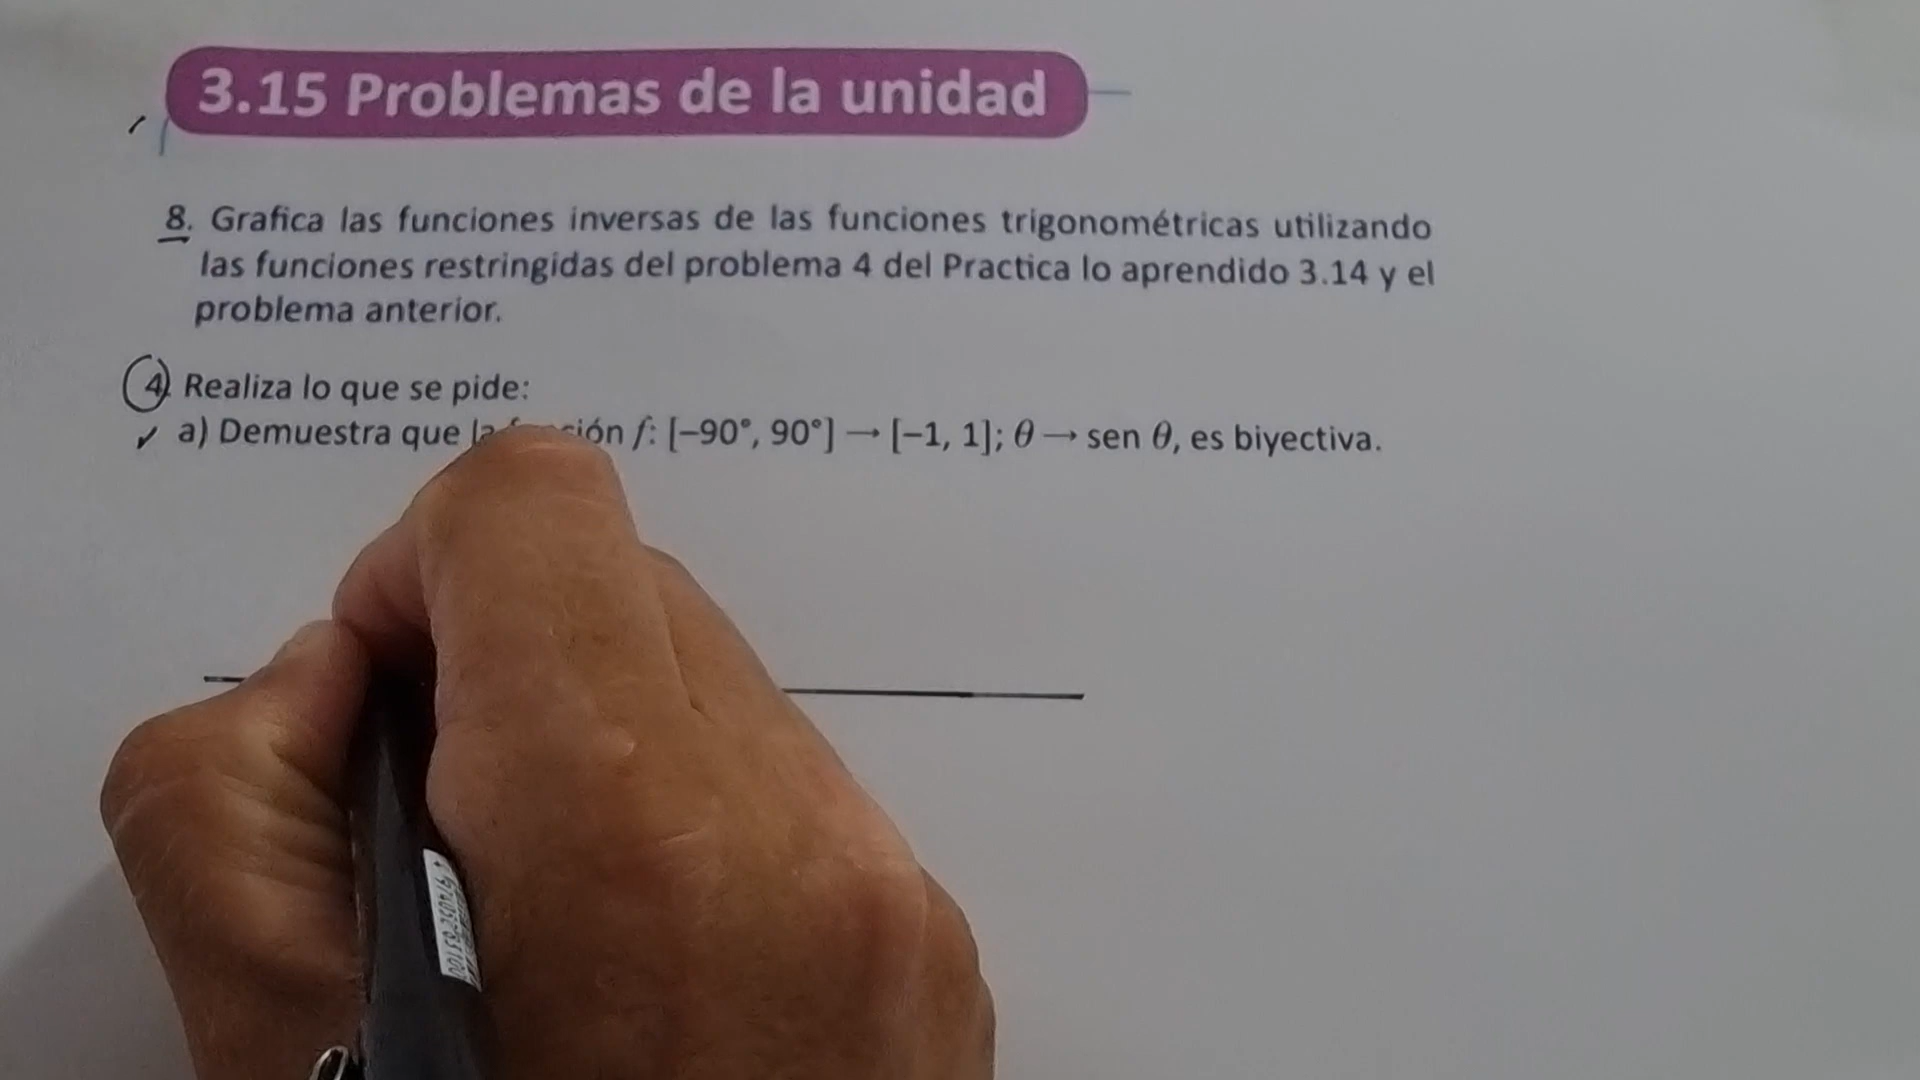 3.15 Problemas de la unidad
8. Grafica las funciones inversas de las funciones trigonométricas utilizando
las funciones restringidas del problema 4 del Practica lo aprendido 3.14 y el
problema anterior.
4. Realiza lo que se pide:
a) Demuestra que la f: [−90°, 90°] → [−1, 1]; θ → sen θ, es biyectiva.